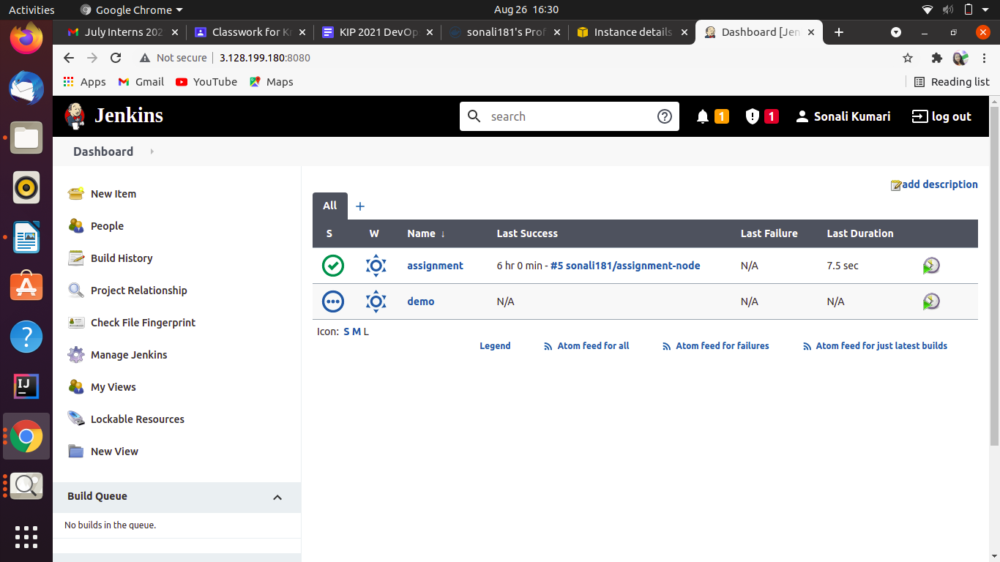 Activities
Google Chrome
Aug 26 16:30
July Interns 202
Classwork for Kn
KIP 2021 DevOp
sonali181's Prof
Instance details
Dashboard [Jen
Not secure
3.128.199.180:8080
Apps
Gmail
YouTube
Maps
Reading list
Jenkins
search
1
1
Sonali Kumari
log out
Dashboard
New Item
People
Build History
Project Relationship
Check File Fingerprint
Manage Jenkins
My Views
Lockable Resources
New View
Build Queue
No builds in the queue.
add description
All +
S W Name ↓ Last Success Last Failure Last Duration
assignment 6 hr 0 min - #5 sonali181/assignment-node N/A 7.5 sec
demo N/A N/A N/A
Icon: S M L
Legend Atom feed for all Atom feed for failures Atom feed for just latest builds
IJ